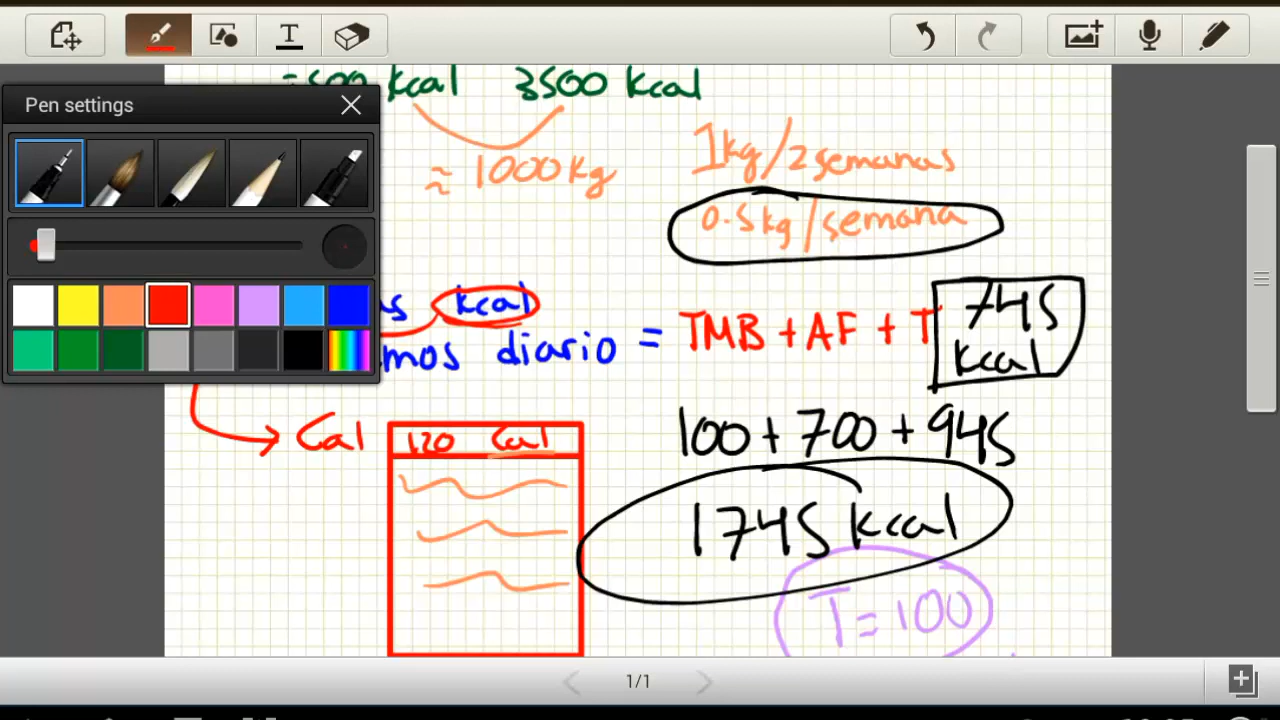 kcal 3500 kcal
Pen settings
≈ 1000 kg
1kg/2 semanas
0.5kg/semana
kcal
diario = TMB + AF + T
745
kcal
Cal
120 Cal
100 + 700 + 945
1745 kcal
T = 100
1/1